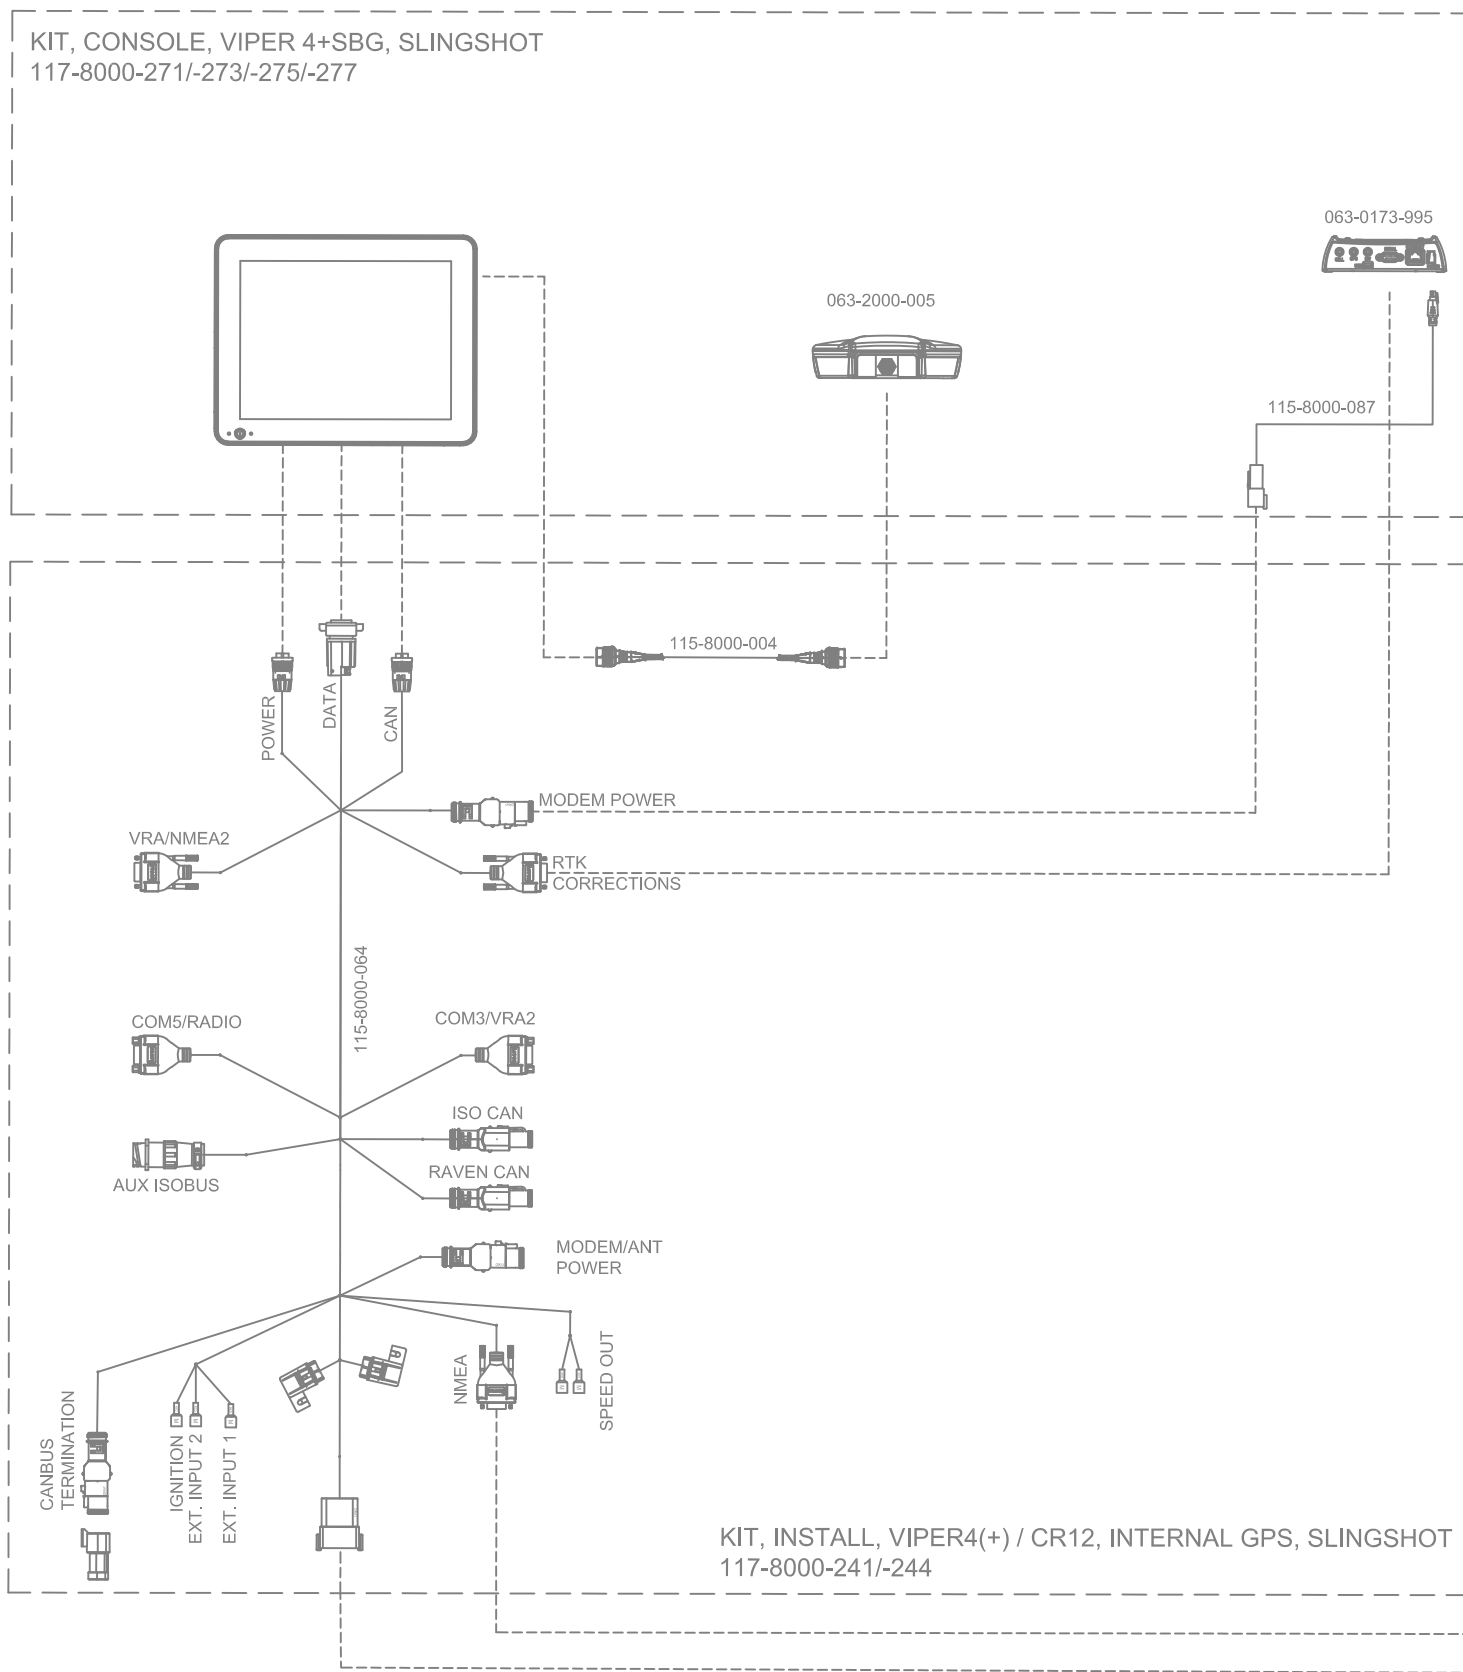 KIT, CONSOLE, VIPER 4+SBG, SLINGSHOT
117-8000-271/-273/-275/-277
063-0173-995
063-2000-005
115-8000-087
115-8000-004
POWER
DATA
CAN
MODEM POWER
VRA/NMEA2
RTK
CORRECTIONS
115-8000-064
COM5/RADIO
COM3/VRA2
ISO CAN
AUX ISOBUS
RAVEN CAN
MODEM/ANT
POWER
NMEA
SPEED OUT
CANBUS
TERMINATION
IGNITION
EXT. INPUT 2
EXT. INPUT 1
KIT, INSTALL, VIPER4(+) / CR12, INTERNAL GPS, SLINGSHOT
117-8000-241/-244